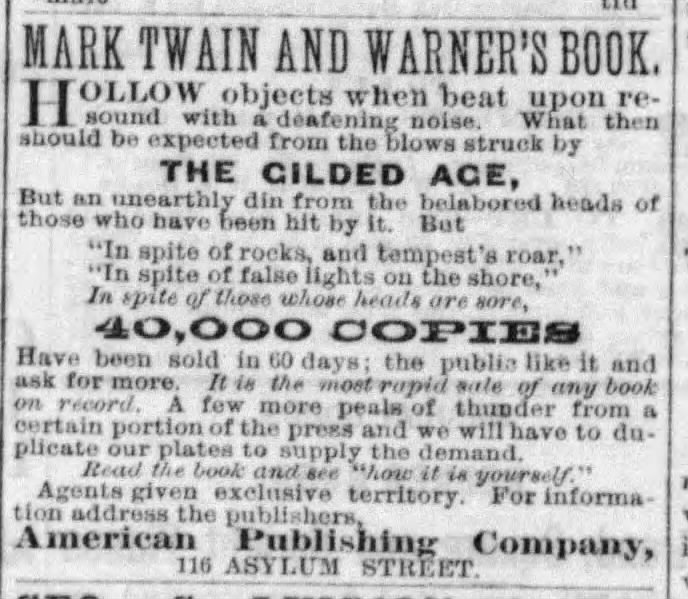 MARK TWAIN AND WARNER'S BOOK.
HOLLOW objects when beat upon re-
sound with a deafening noise. What then
should be expected from the blows struck by
THE GILDED AGE,
But an unearthly din from the belabored heads of
those who have been hit by it. But
"In spite of rocks, and tempest's roar,"
"In spite of false lights on the shore,"
In spite of those whose heads are sore,
40,000 COPIES
Have been sold in 60 days; the public like it and
ask for more. It is the most rapid sale of any book
on record. A few more peals of thunder from a
certain portion of the press and we will have to du-
plicate our plates to supply the demand.
Read the book and see "how it is yourself."
Agents given exclusive territory. For informa-
tion address the publishers,
American Publishing Company,
116 ASYLUM STREET.